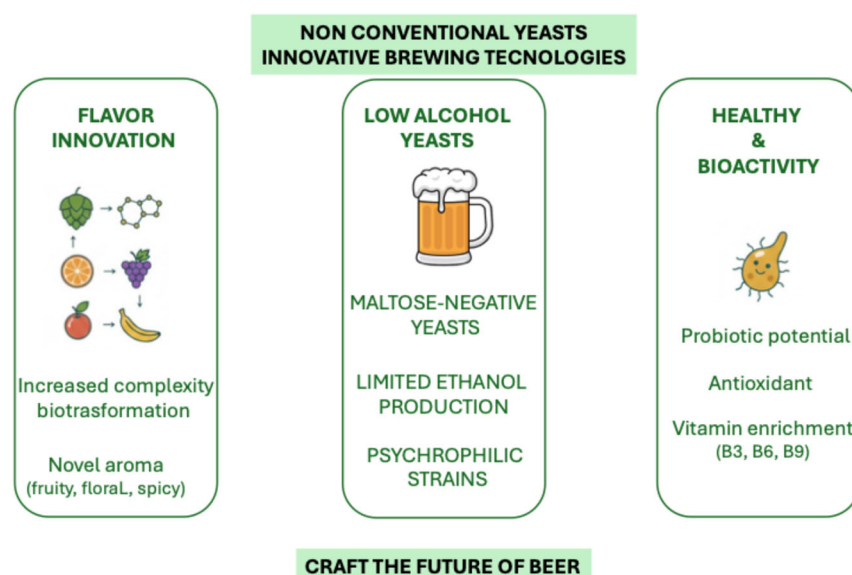 NON CONVENTIONAL YEASTS
INNOVATIVE BREWING TECNOLOGIES
FLAVOR
INNOVATION
Increased complexity
biotrasformation
Novel aroma
(fruity, floraL, spicy)
LOW ALCOHOL
YEASTS
MALTOSE-NEGATIVE
YEASTS
LIMITED ETHANOL
PRODUCTION
PSYCHROPHILIC
STRAINS
HEALTHY
&
BIOACTIVITY
Probiotic potential
Antioxidant
Vitamin enrichment
(B3, B6, B9)
CRAFT THE FUTURE OF BEER